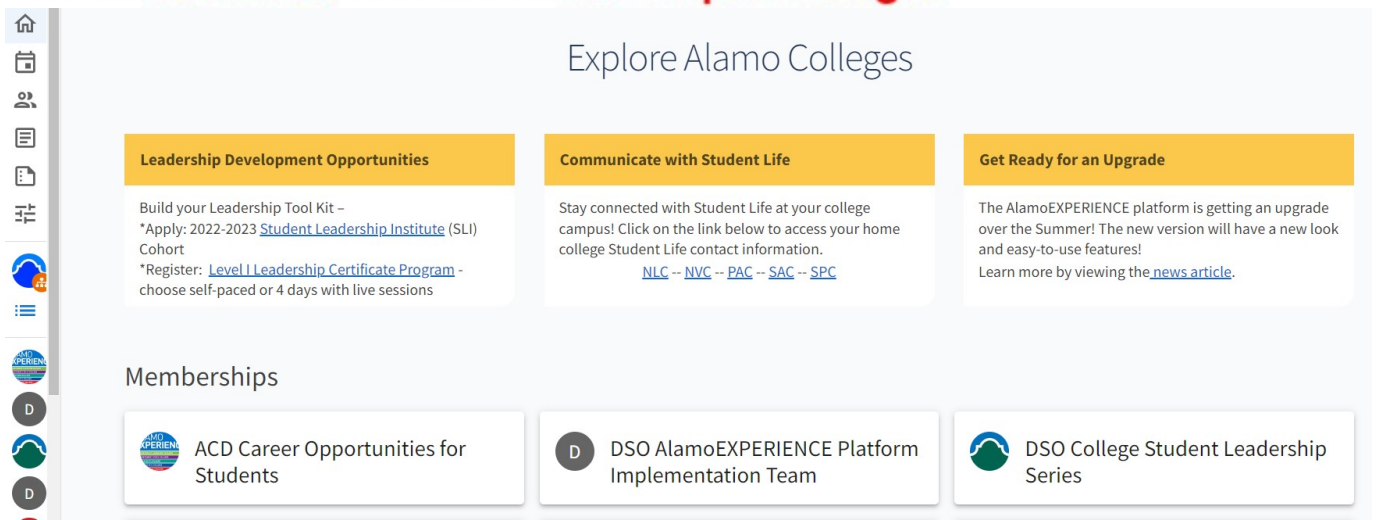 Explore Alamo Colleges
Leadership Development Opportunities
Build your Leadership Tool Kit –
*Apply: 2022-2023 Student Leadership Institute (SLI)
Cohort
*Register: Level I Leadership Certificate Program -
choose self-paced or 4 days with live sessions
Communicate with Student Life
Stay connected with Student Life at your college
campus! Click on the link below to access your home
college Student Life contact information.
NLC -- NVC -- PAC -- SAC -- SPC
Get Ready for an Upgrade
The AlamoEXPERIENCE platform is getting an upgrade
over the Summer! The new version will have a new look
and easy-to-use features!
Learn more by viewing the news article.
Memberships
D
D
ACD Career Opportunities for
Students
D
DSO AlamoEXPERIENCE Platform
Implementation Team
DSO College Student Leadership
Series